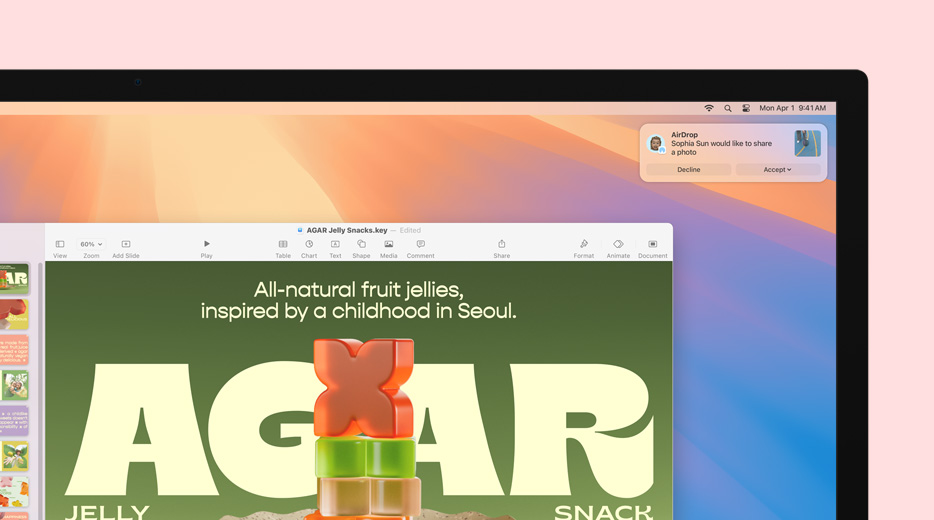 Mon Apr 1 9:41 AM
AirDrop
Sophia Sun would like to share
a photo
Decline
Accept
AGAR Jelly Snacks.key — Edited
60%
View
Zoom
Add Slide
Play
Table
Chart
Text
Shape
Media
Comment
Share
Format
Animate
Document
All-natural fruit jellies,
inspired by a childhood in Seoul.
AGAR
JELLY
SNACK